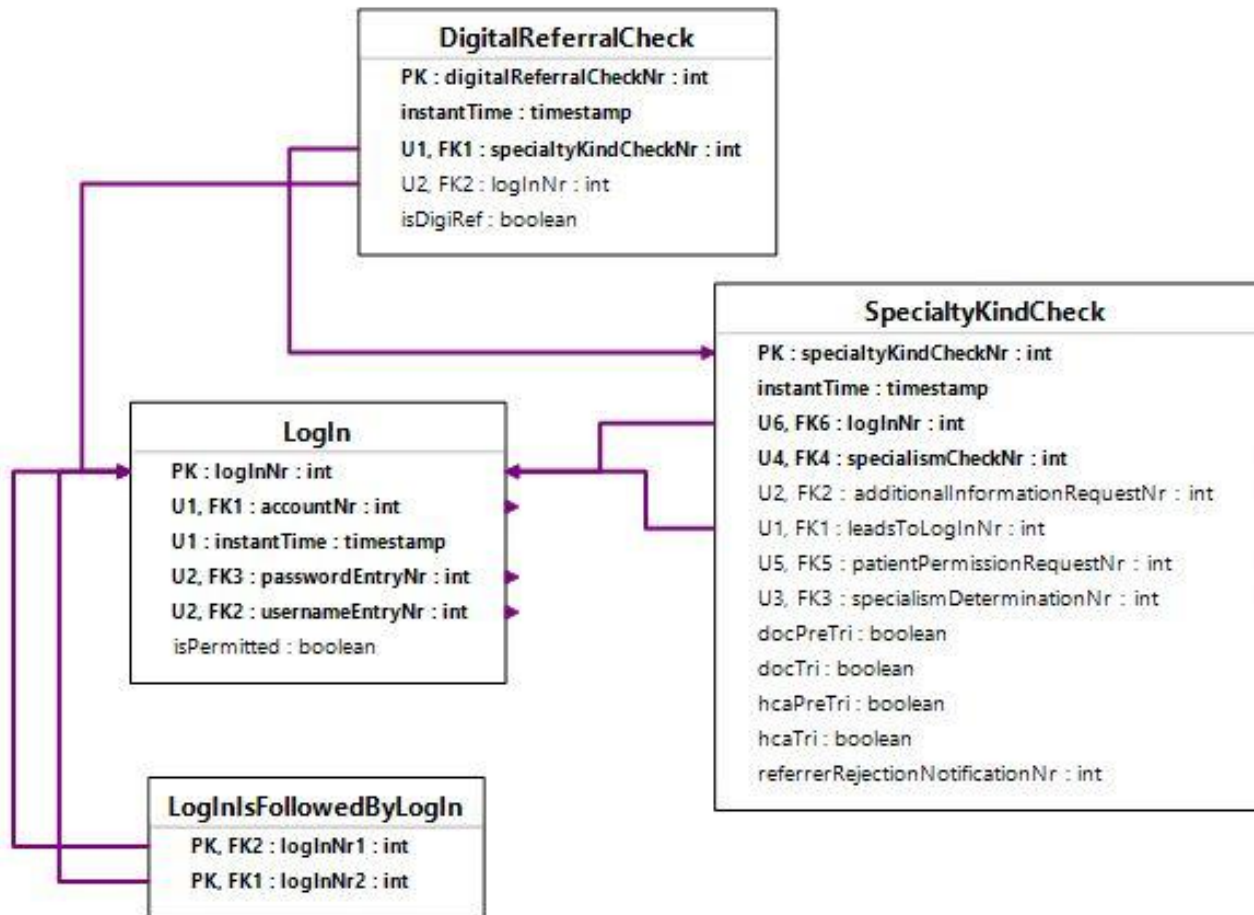 DigitalReferralCheck
PK : digitalReferralCheckNr : int
instantTime : timestamp
U1, FK1 : specialtyKindCheckNr : int
U2, FK2 : logInNr : int
isDigiRef : boolean
SpecialtyKindCheck
PK : specialtyKindCheckNr : int
instantTime : timestamp
U6, FK6 : logInNr : int
U4, FK4 : specialismCheckNr : int
U2, FK2 : additionalInformationRequestNr : int
U1, FK1 : leadsToLogInNr : int
U5, FK5 : patientPermissionRequestNr : int
U3, FK3 : specialismDeterminationNr : int
docPreTri : boolean
docTri : boolean
hcaPreTri : boolean
hcaTri : boolean
referrerRejectionNotificationNr : int
LogIn
PK : logInNr : int
U1, FK1 : accountNr : int
U1 : instantTime : timestamp
U2, FK3 : passwordEntryNr : int
U2, FK2 : usernameEntryNr : int
isPermitted : boolean
LogInIsFollowedByLogIn
PK, FK2 : logInNr1 : int
PK, FK1 : logInNr2 : int